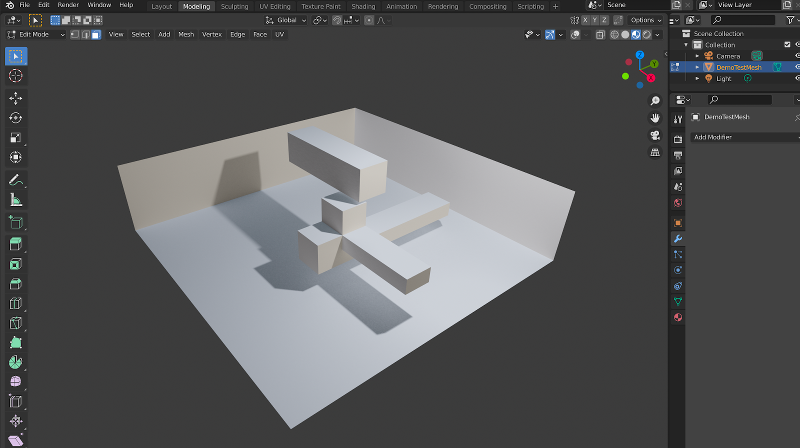 File Edit Render Window Help Layout Modeling Sculpting UV Editing Texture Paint Shading Animation Rendering Compositing Scripting + Scene View Layer
Global X Y Z Options
Edit Mode View Select Add Mesh Vertex Edge Face UV
Scene Collection
Collection
Camera
DemoTestMesh
Light
Z
Y
X
DemoTestMesh
Add Modifier